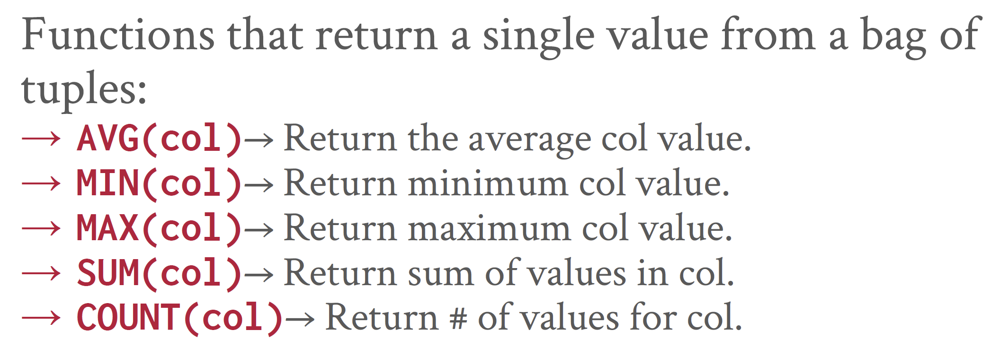 Functions that return a single value from a bag of
tuples:
→ AVG(col)→ Return the average col value.
→ MIN(col)→ Return minimum col value.
→ MAX(col)→ Return maximum col value.
→ SUM(col)→ Return sum of values in col.
→ COUNT(col)→ Return # of values for col.